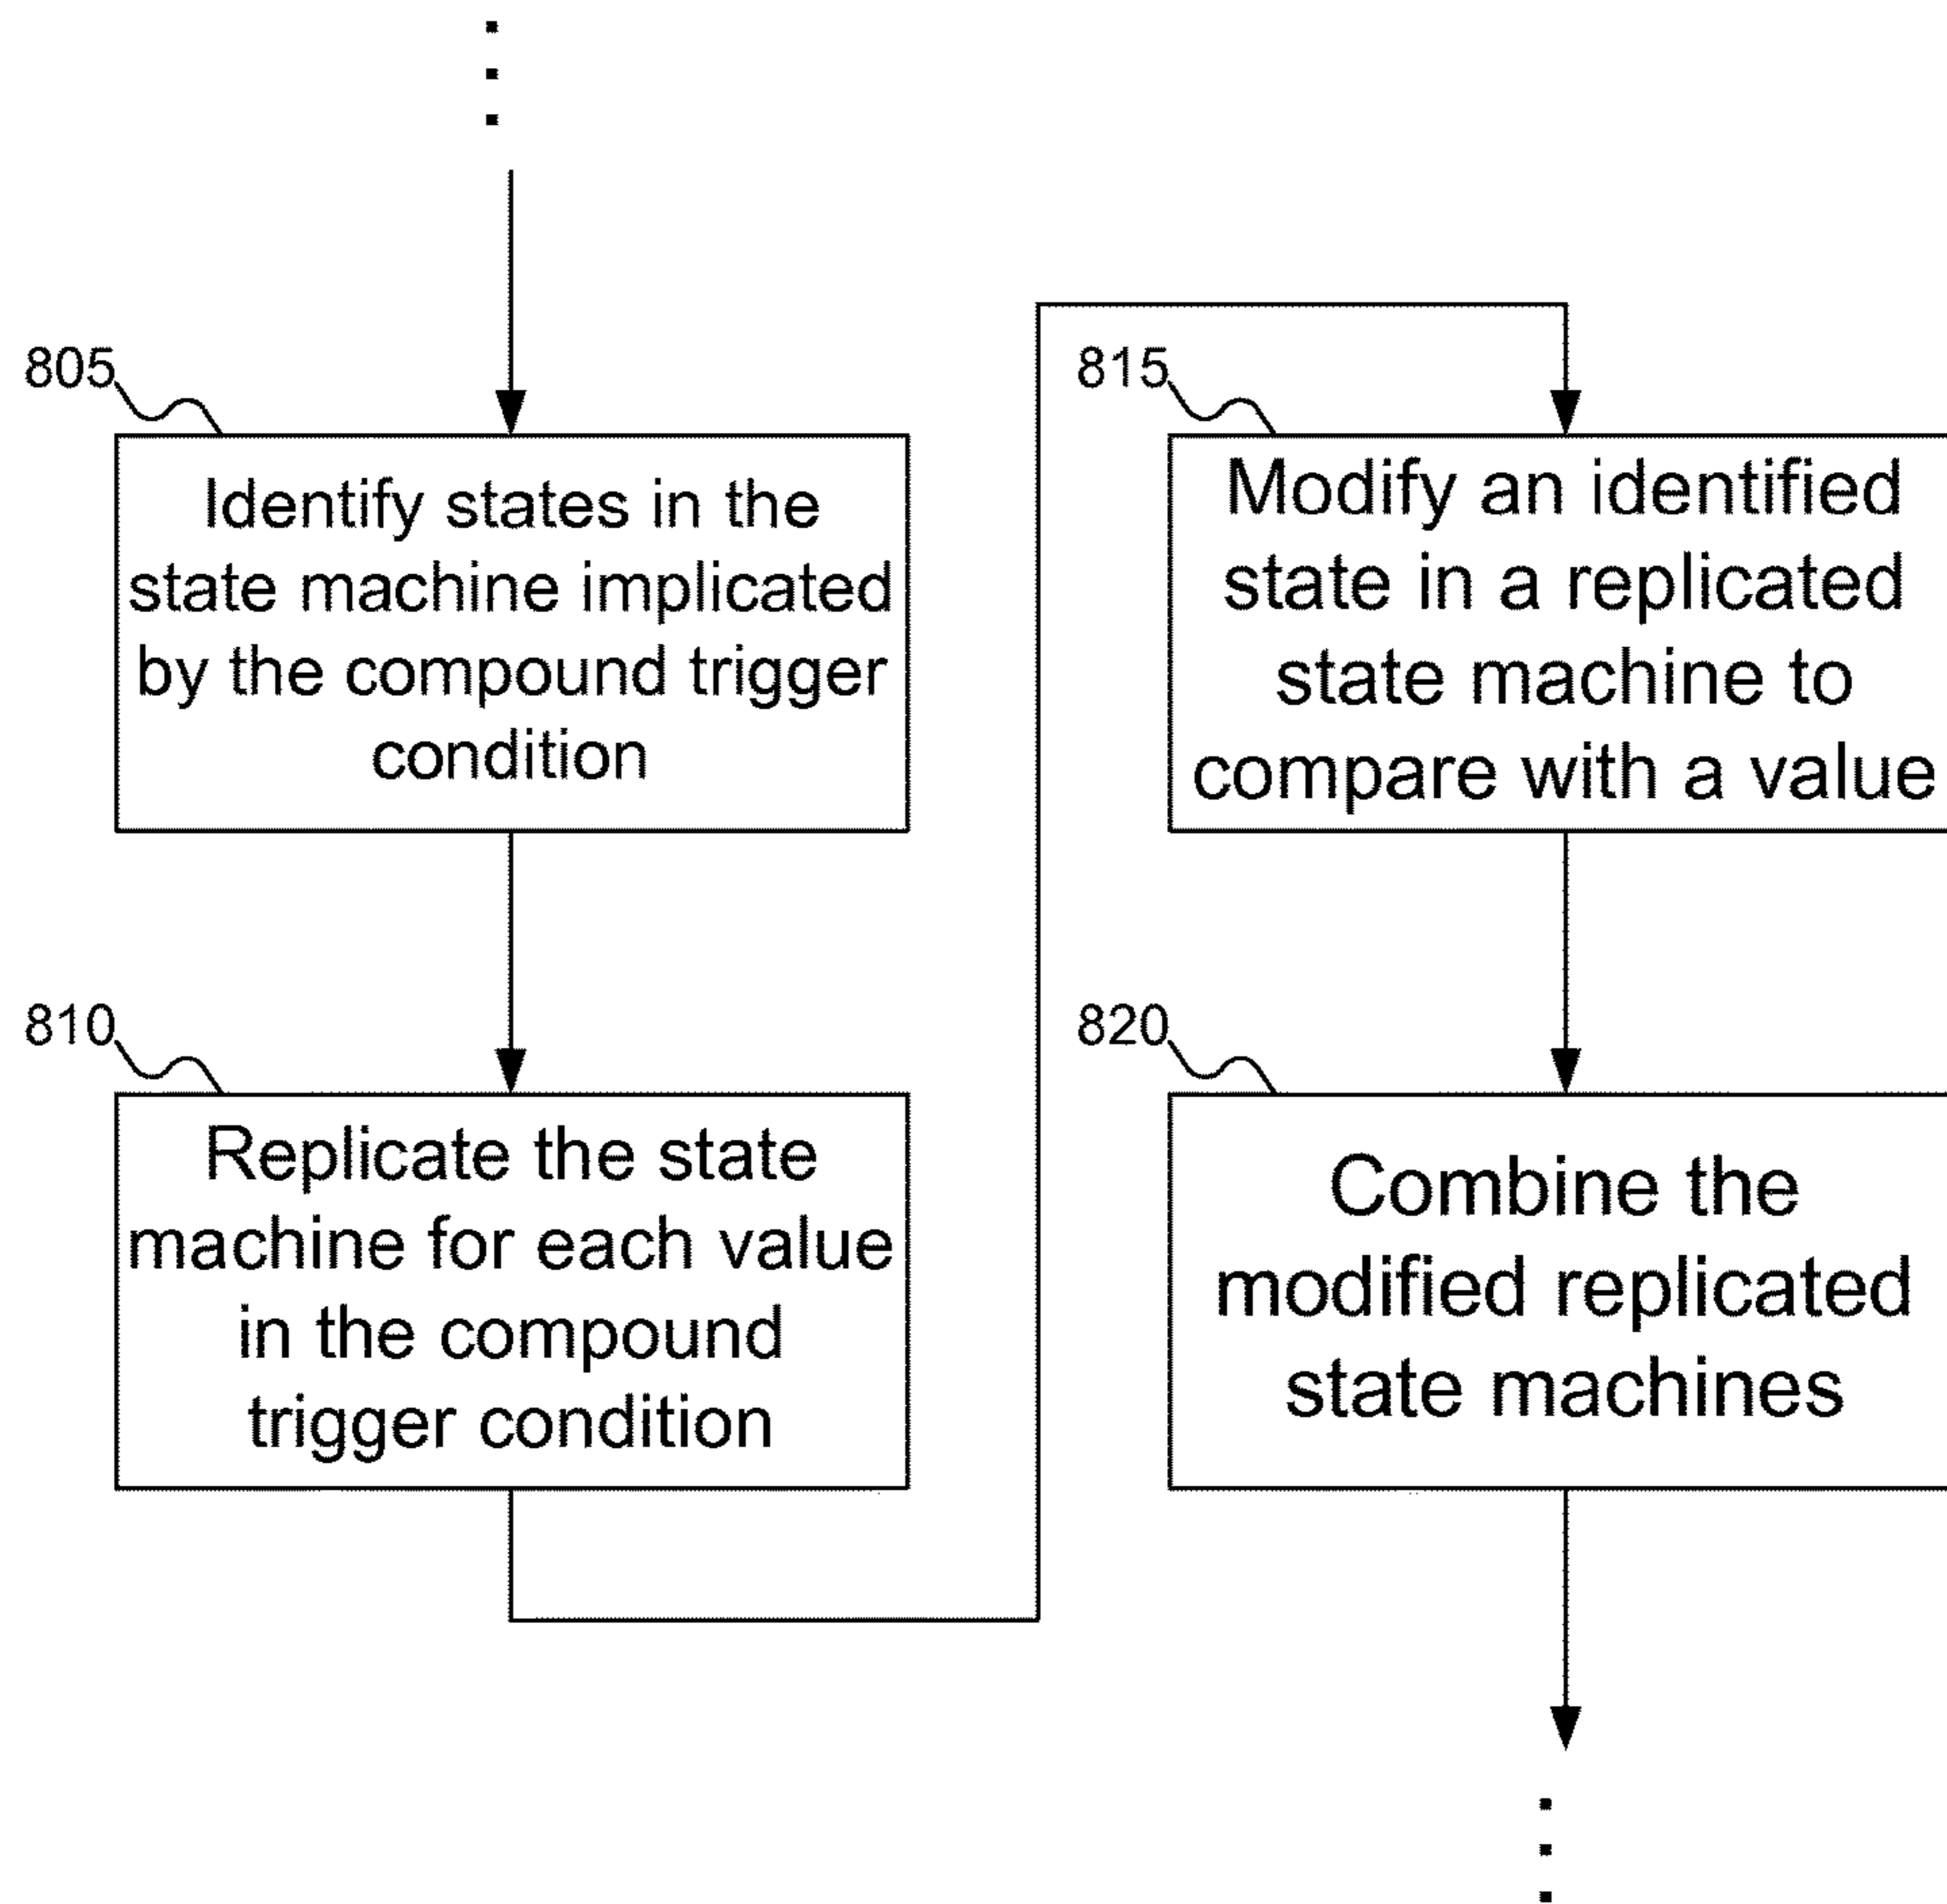 805
Identify states in the
state machine implicated
by the compound trigger
condition
810
Replicate the state
machine for each value
in the compound
trigger condition
815
Modify an identified
state in a replicated
state machine to
compare with a value
820
Combine the
modified replicated
state machines